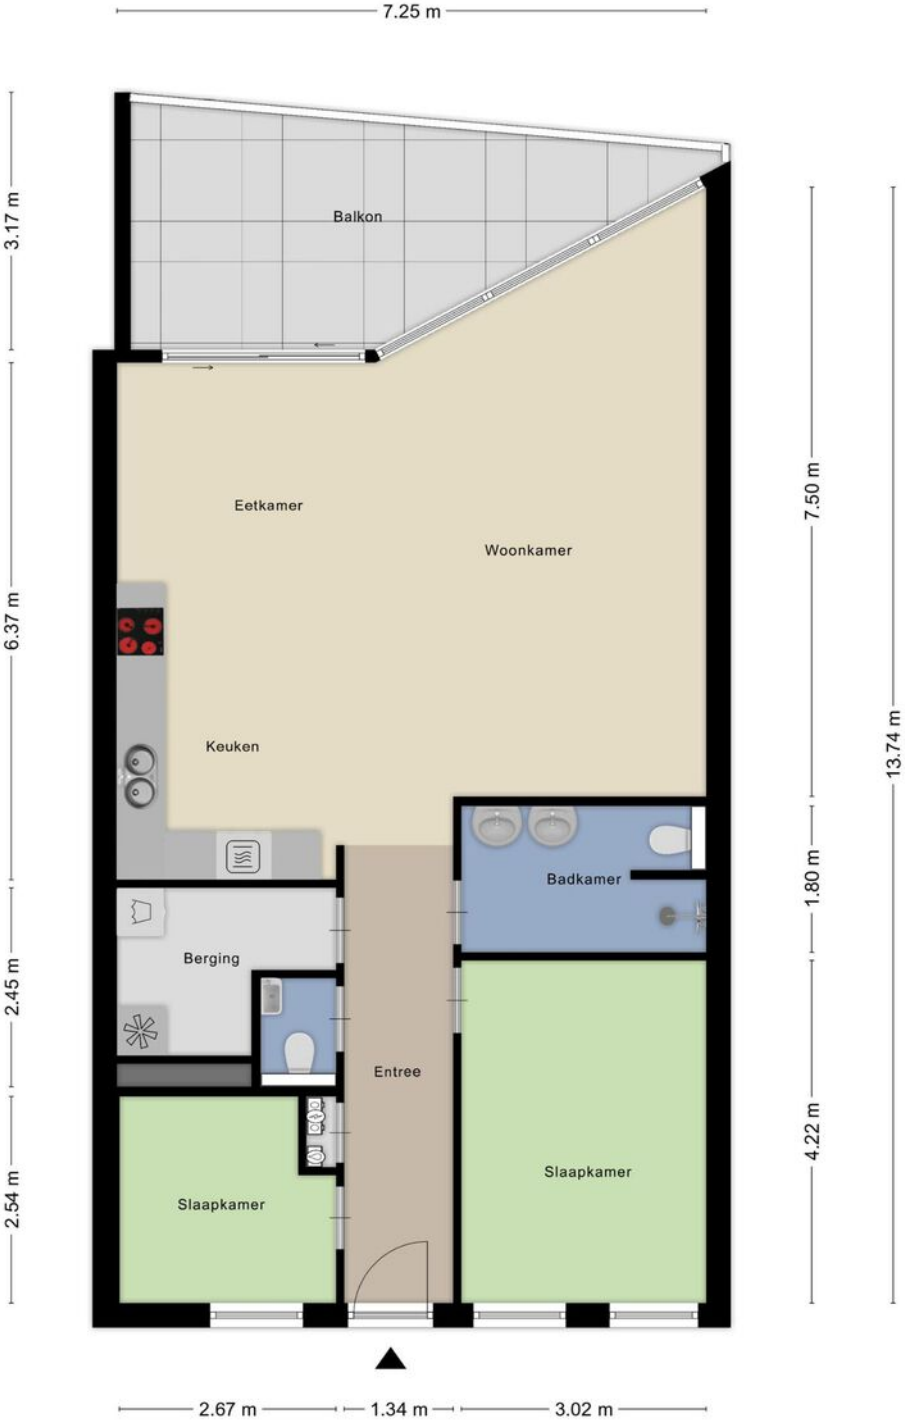 7.25 m
3.17 m
Balkon
7.50 m
Eetkamer
Woonkamer
6.37 m
13.74 m
Keuken
1.80 m
Badkamer
Berging
2.45 m
Entree
4.22 m
Slaapkamer
2.54 m
Slaapkamer
2.67 m
1.34 m
3.02 m